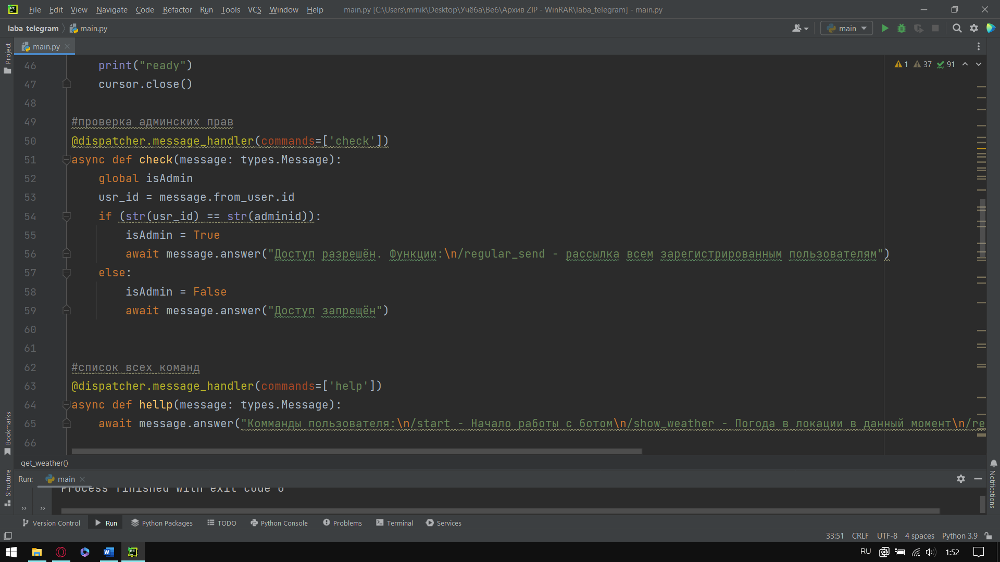 File Edit View Navigate Code Refactor Run Tools VCS Window Help main.py [C:\Users\mrnik\Desktop\Учёба\Веб\Архив ZIP - WinRAR\laba_telegram] - main.py
laba_telegram main.py main
Project
main.py
1 37 91
46 print("ready")
47 cursor.close()
48
49 #проверка админских прав
50 @dispatcher.message_handler(commands=['check'])
51 async def check(message: types.Message):
52 global isAdmin
53 usr_id = message.from_user.id
54 if (str(usr_id) == str(adminid)):
55 isAdmin = True
56 await message.answer("Доступ разрешён. Функции:\n/regular_send - рассылка всем зарегистрированным пользователям")
57 else:
58 isAdmin = False
59 await message.answer("Доступ запрещён")
60
61
62 #список всех команд
63 @dispatcher.message_handler(commands=['help'])
64 async def hellp(message: types.Message):
65 await message.answer("Комманды пользователя:\n/start - Начало работы с ботом\n/show_weather - Погода в локации в данный момент\n/re
66
Bookmarks
get_weather()
Run: main
Process finished with exit code 0
Structure
Notifications
Version Control Run Python Packages TODO Python Console Problems Terminal Services
33:51 CRLF UTF-8 4 spaces Python 3.9
RU 1:52